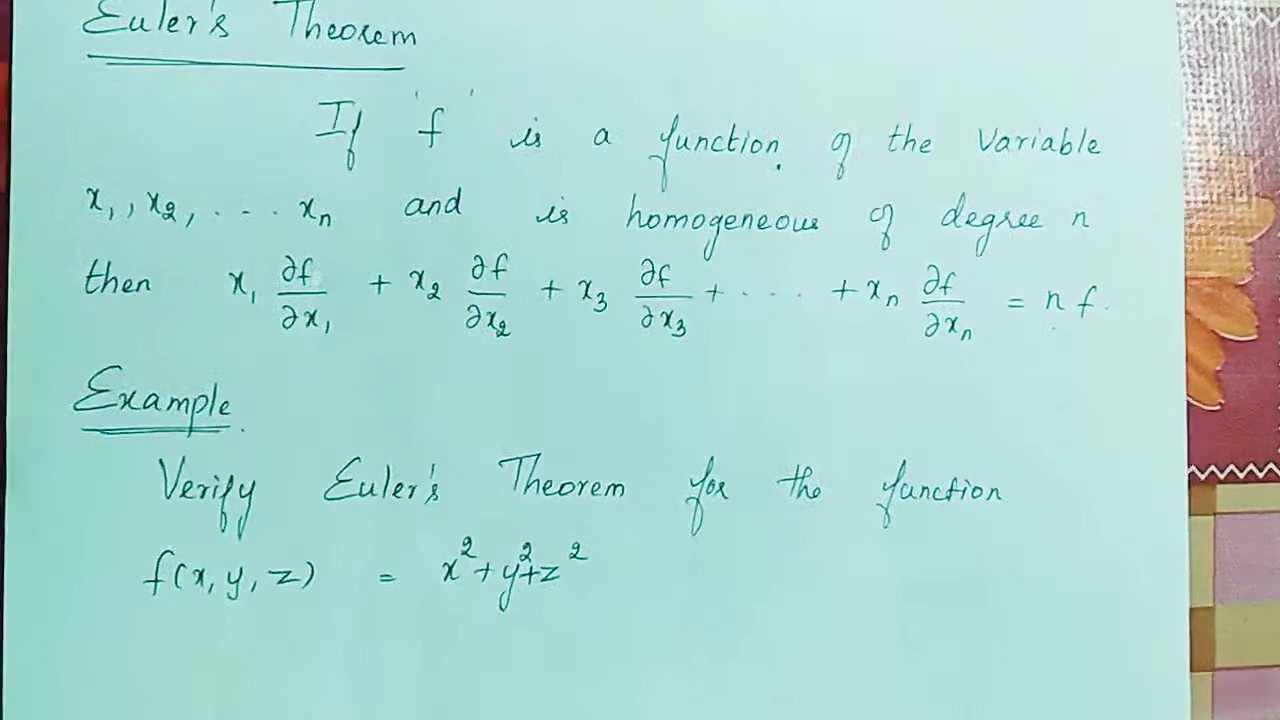 Euler's Theorem
If 'f' is a function of the variable
x₁, x₂, . - - . xₙ and is homogeneous of degree n
then x₁ ∂f/∂x₁ + x₂ ∂f/∂x₂ + x₃ ∂f/∂x₃ + . . . . + xₙ ∂f/∂xₙ = n f.
Example.
Verify Euler's Theorem for the function
f(x, y, z) = x² + y² + z²